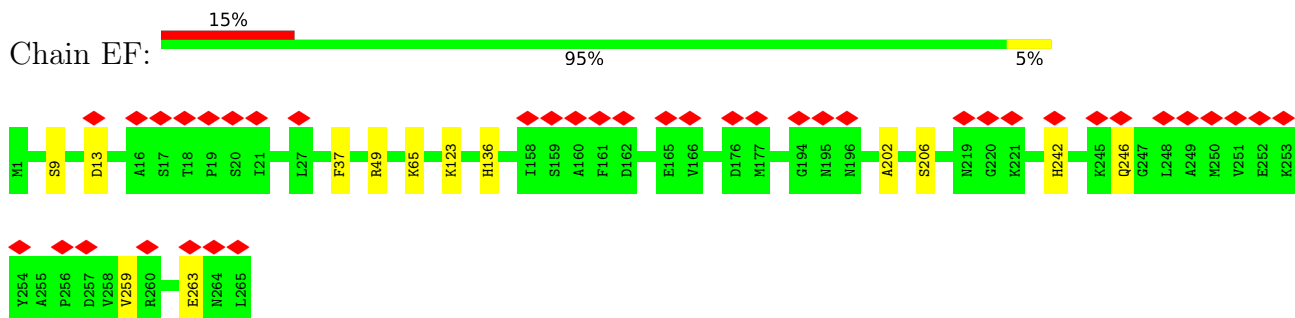 15%
Chain EF:
95% 5%
M1 S9 D13 A16 S17 T18 P19 S20 I21 L27 F37 R49 K65 K123 H136 I158 S159 A160 F161 D162 E165 V166 D176 M177 G194 N195 N196 A202 S206 N219 G220 K221 H242 K245 Q246 G247 L248 A249 M250 V251 E252 K253
Y254 A255 P256 D257 V258 V259 R260 E263 N264 L265